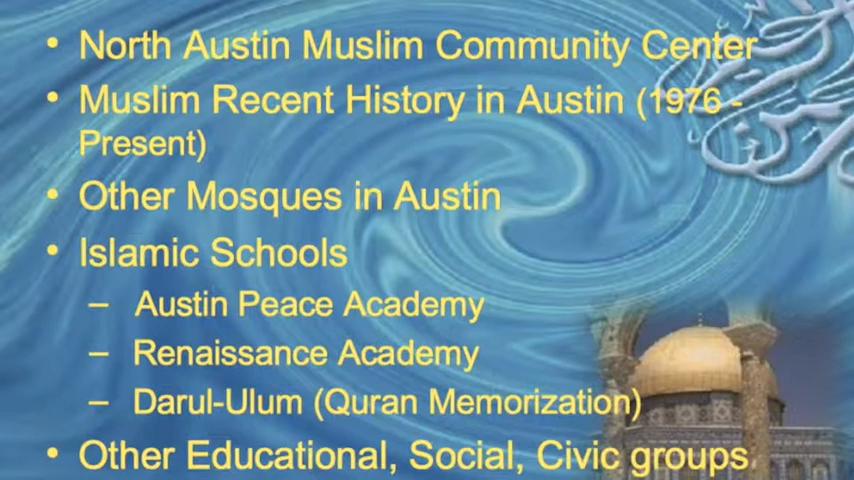 • North Austin Muslim Community Center
• Muslim Recent History in Austin (1976 -
Present)
• Other Mosques in Austin
• Islamic Schools
– Austin Peace Academy
– Renaissance Academy
– Darul-Ulum (Quran Memorization)
• Other Educational, Social, Civic groups